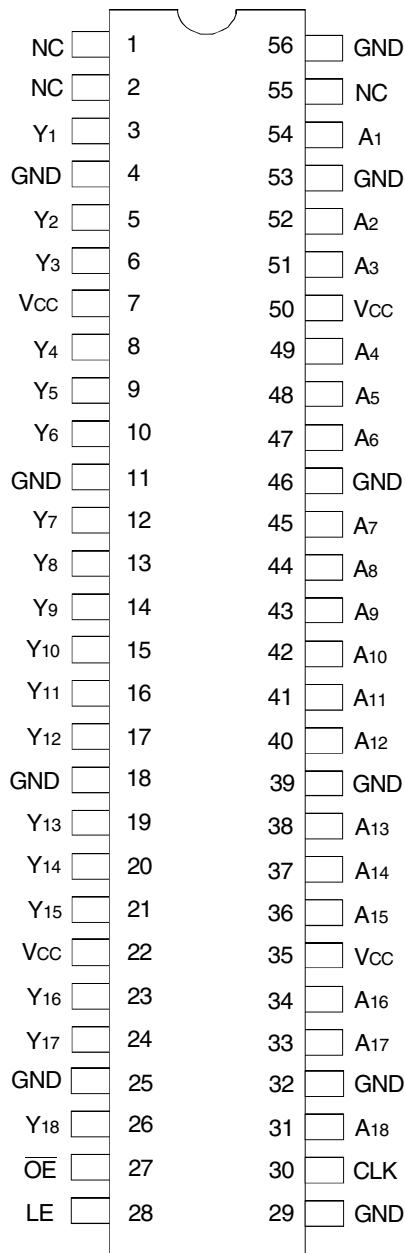 NC 1 56 GND
NC 2 55 NC
Y1 3 54 A1
GND 4 53 GND
Y2 5 52 A2
Y3 6 51 A3
VCC 7 50 VCC
Y4 8 49 A4
Y5 9 48 A5
Y6 10 47 A6
GND 11 46 GND
Y7 12 45 A7
Y8 13 44 A8
Y9 14 43 A9
Y10 15 42 A10
Y11 16 41 A11
Y12 17 40 A12
GND 18 39 GND
Y13 19 38 A13
Y14 20 37 A14
Y15 21 36 A15
VCC 22 35 VCC
Y16 23 34 A16
Y17 24 33 A17
GND 25 32 GND
Y18 26 31 A18
O̅E̅ 27 30 CLK
LE 28 29 GND